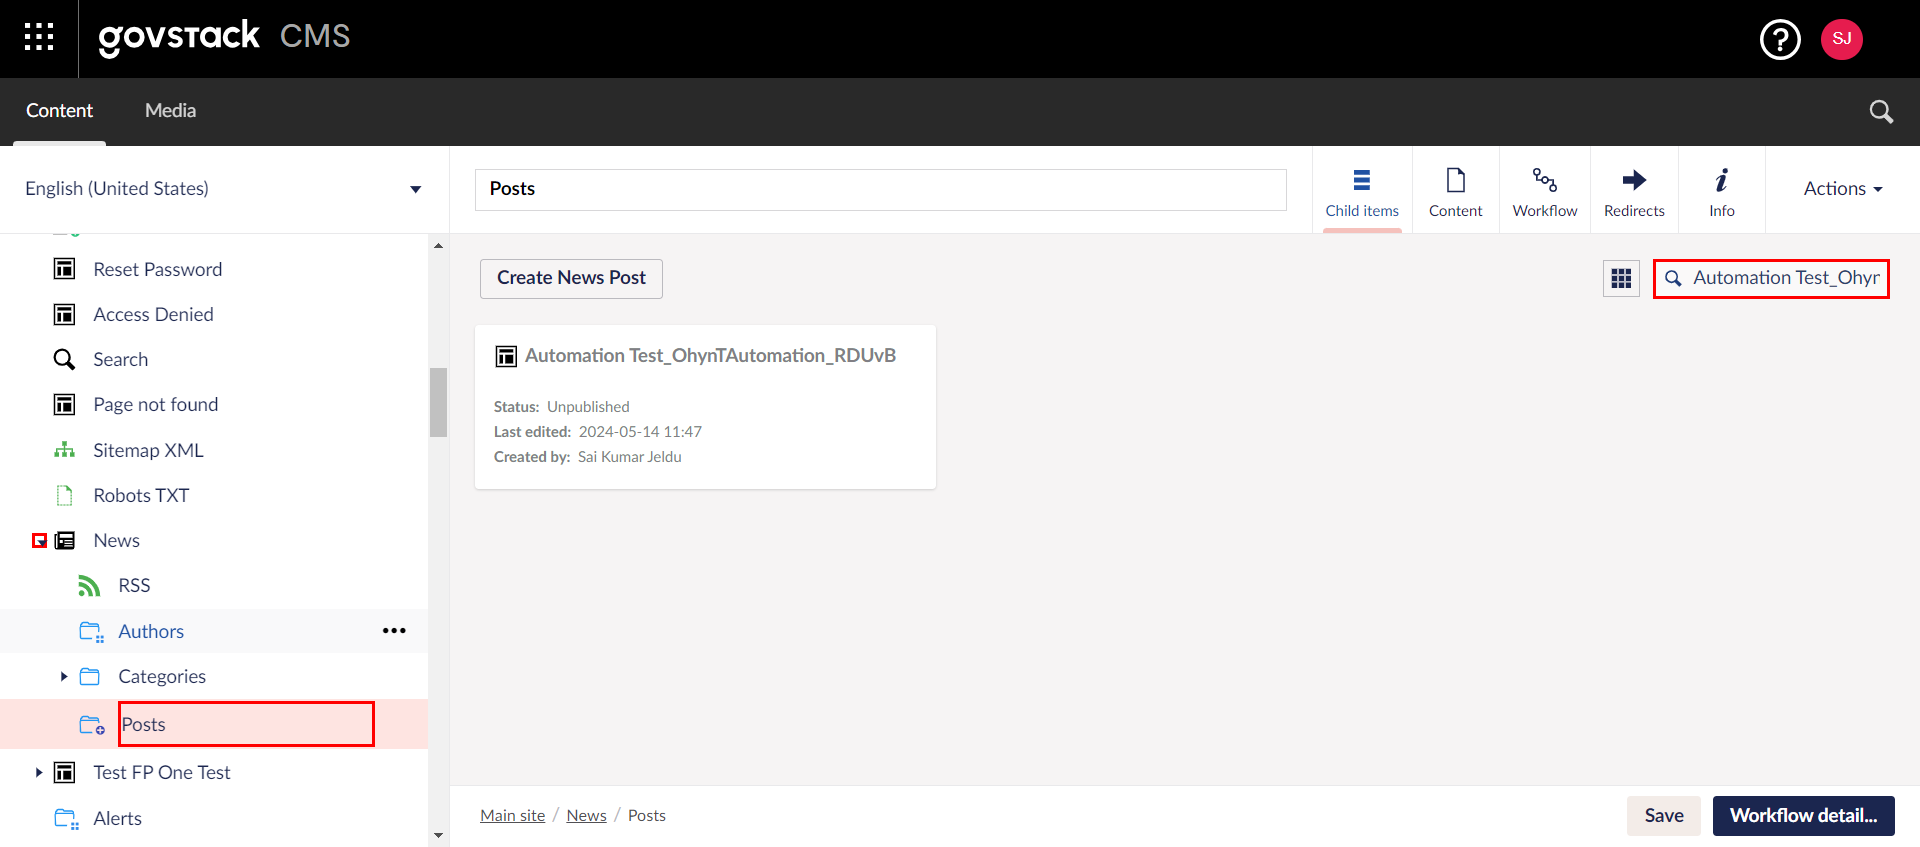 govstack CMS
SJ
Content Media
English (United States)
Posts
Child items
Content
Workflow
Redirects
Info
Actions
Reset Password
Access Denied
Search
Page not found
Sitemap XML
Robots TXT
News
RSS
Authors
Categories
Posts
Test FP One Test
Alerts
Create News Post
Automation Test_Ohyn
Automation Test_OhynTAutomation_RDUvB
Status: Unpublished
Last edited: 2024-05-14 11:47
Created by: Sai Kumar Jeldu
Main site / News / Posts
Save
Workflow detail...